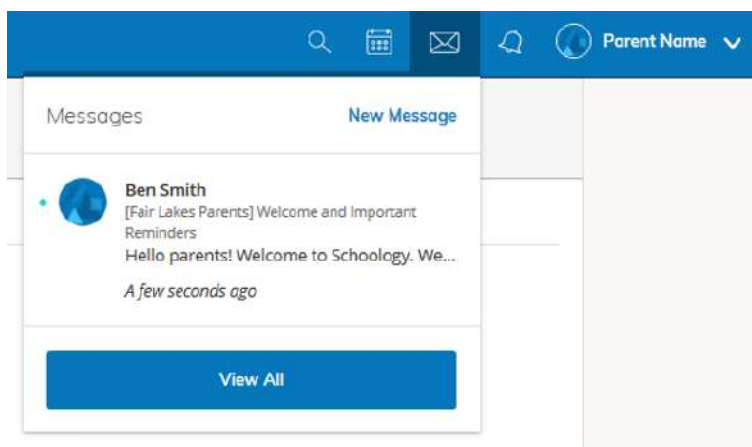 Parent Name
Messages
New Message
Ben Smith
[Fair Lakes Parents] Welcome and Important
Reminders
Hello parents! Welcome to Schoology. We...
A few seconds ago
View All